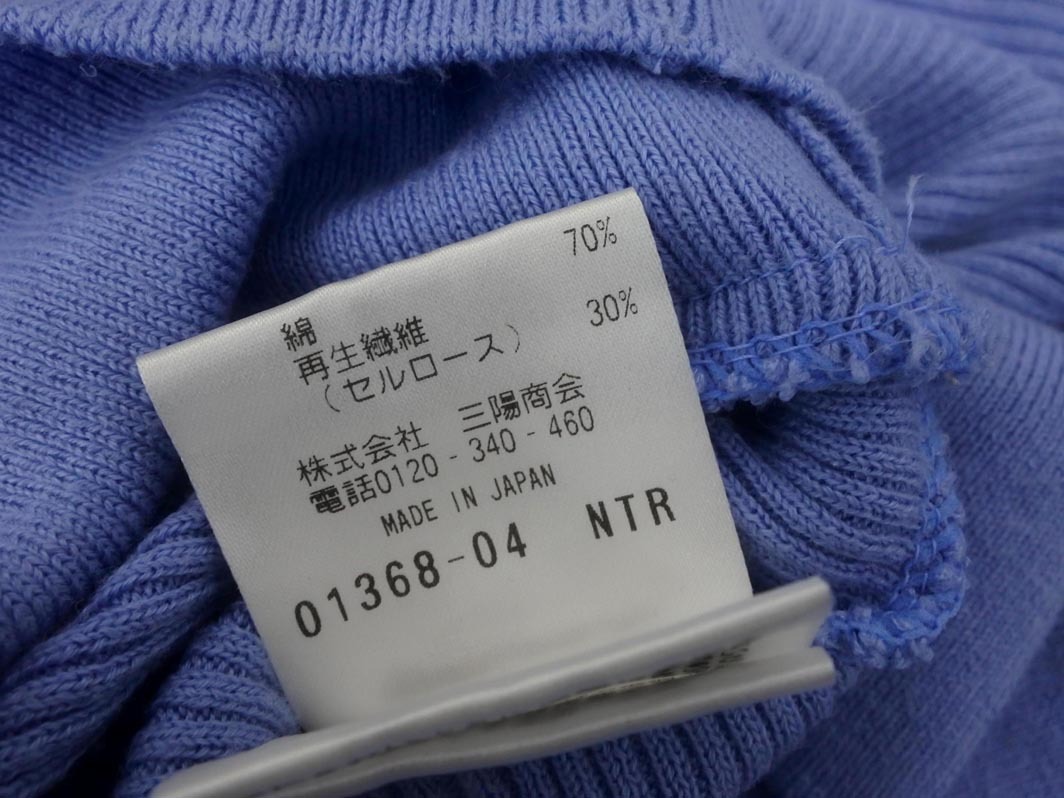 綿 70%
再生繊維 30%
(セルロース)
株式会社 三陽商会
電話0120-340-460
MADE IN JAPAN
01368-04 NTR